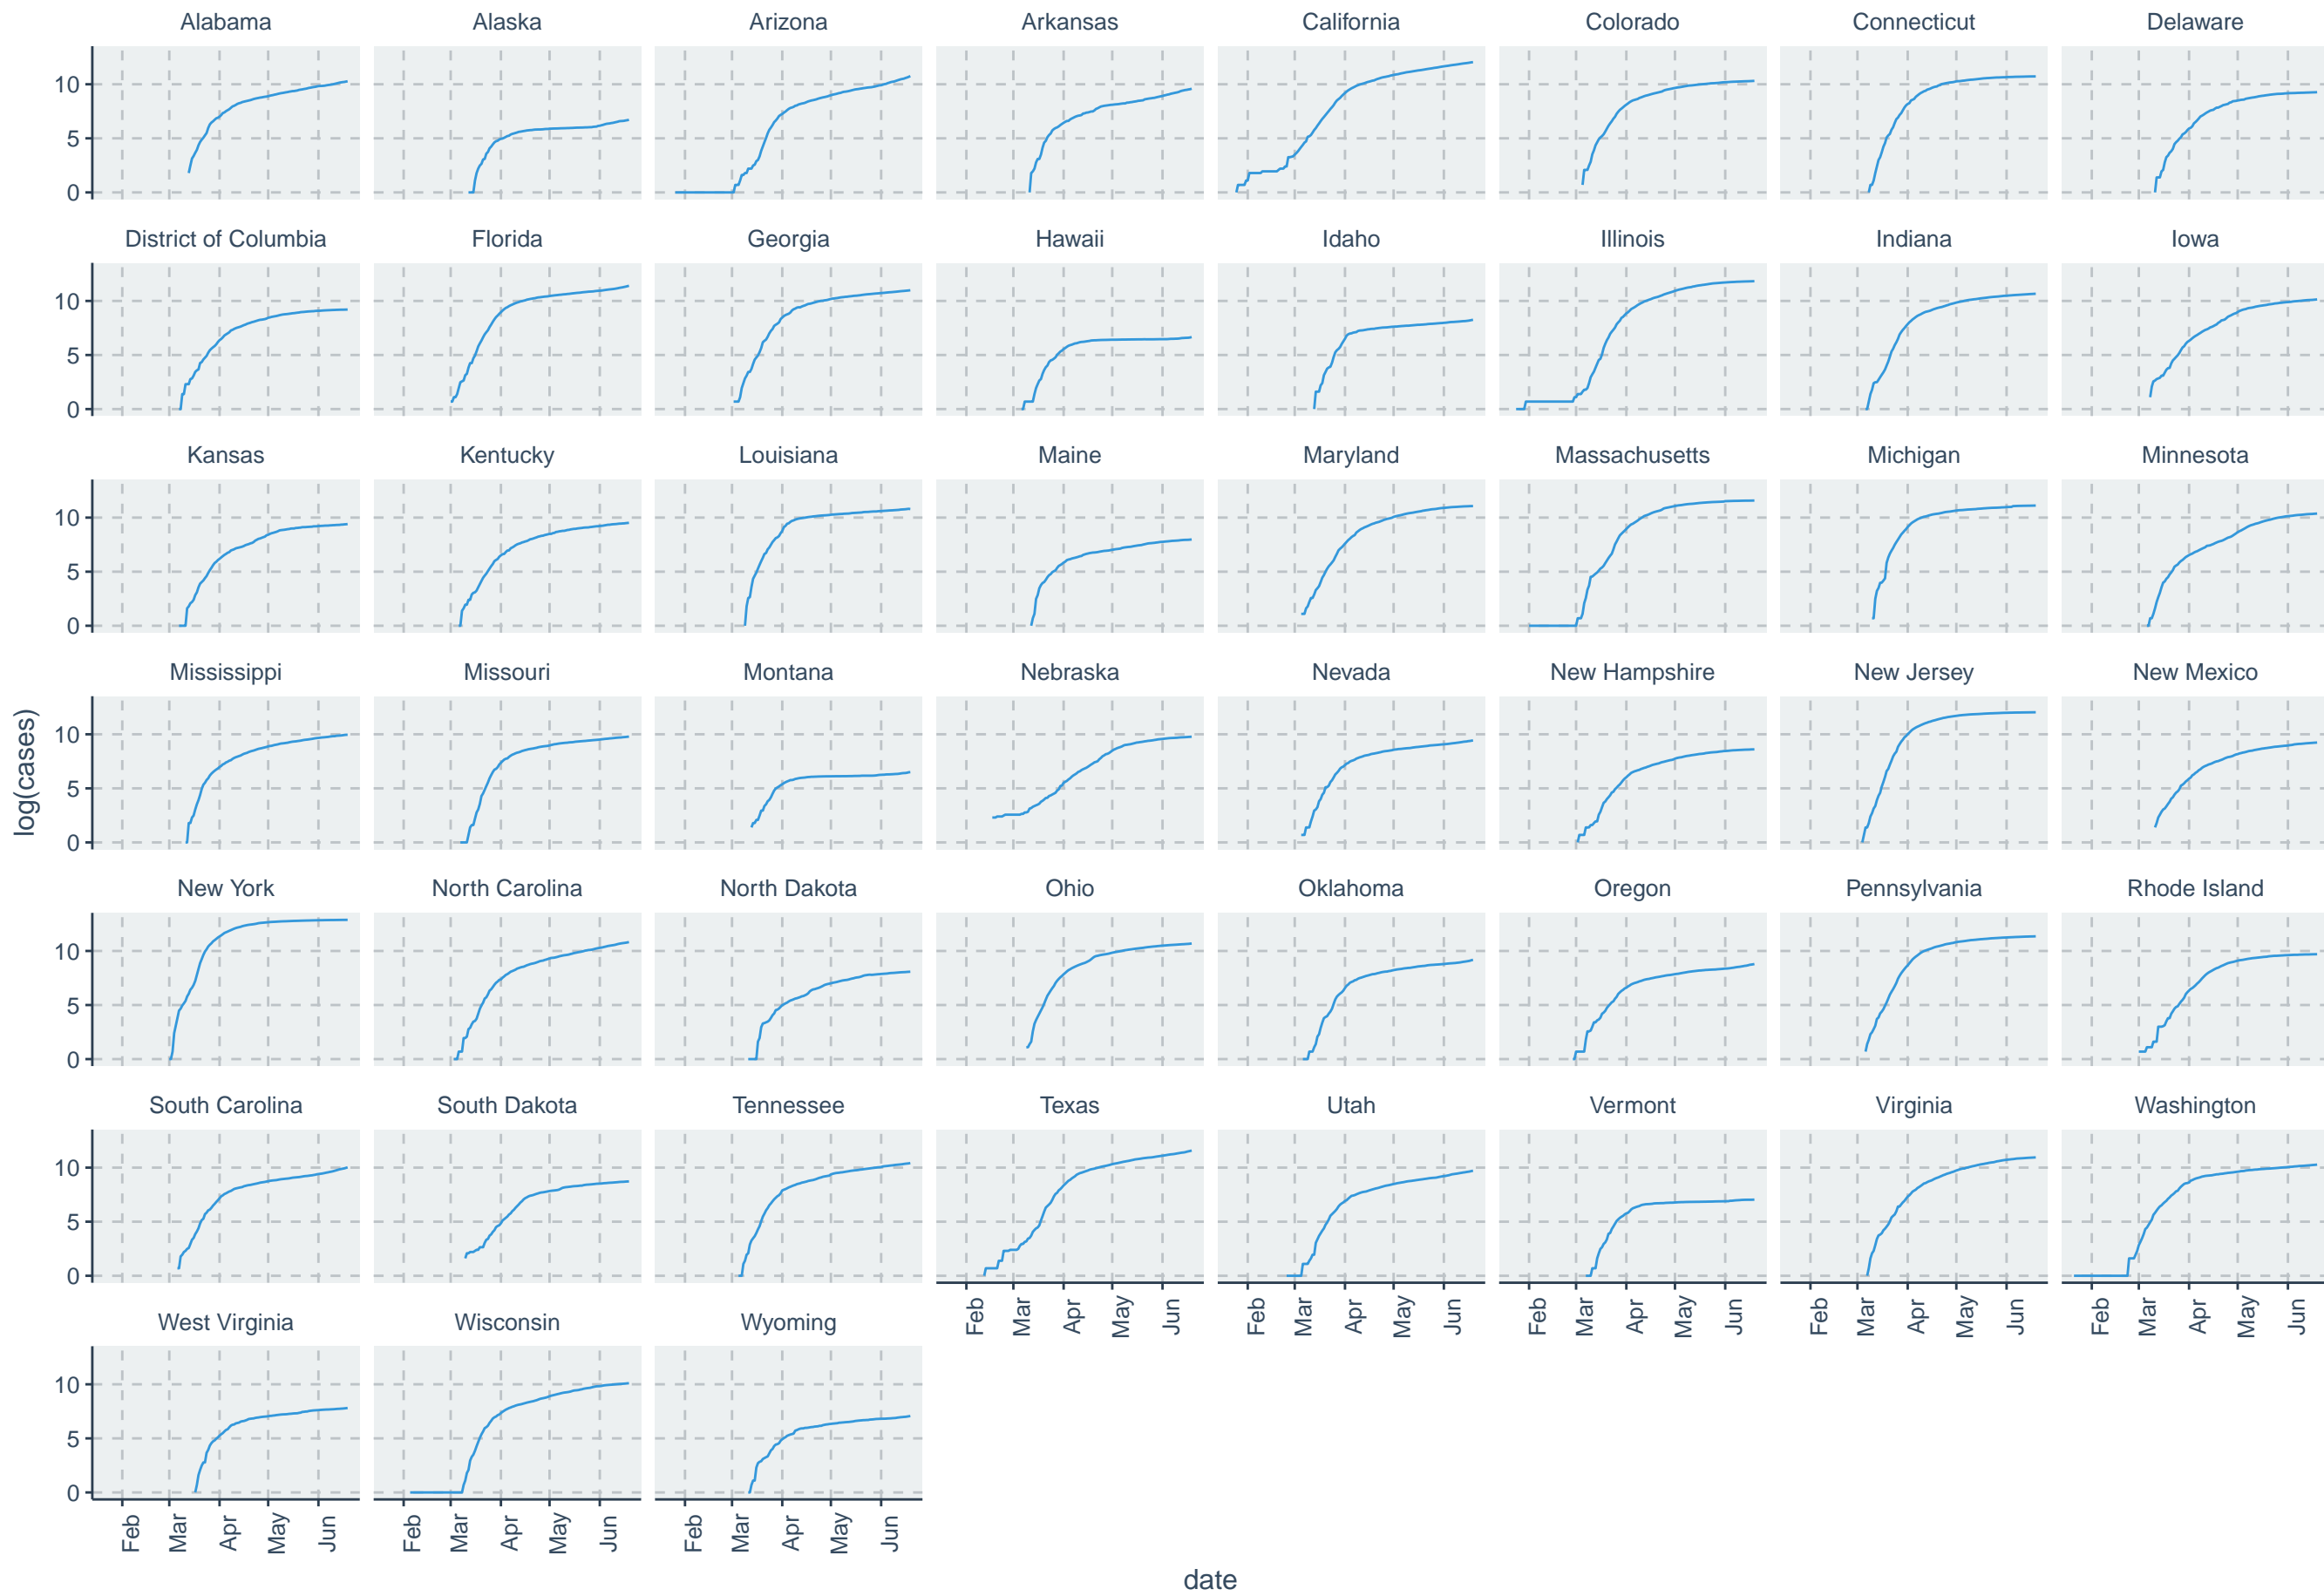 Alabama Alaska Arizona Arkansas California Colorado Connecticut Delaware
10
5
0
District of Columbia Florida Georgia Hawaii Idaho Illinois Indiana Iowa
10
5
0
Kansas Kentucky Louisiana Maine Maryland Massachusetts Michigan Minnesota
10
5
0
Mississippi Missouri Montana Nebraska Nevada New Hampshire New Jersey New Mexico
log(cases)
10
5
0
New York North Carolina North Dakota Ohio Oklahoma Oregon Pennsylvania Rhode Island
10
5
0
South Carolina South Dakota Tennessee Texas Utah Vermont Virginia Washington
10
5
0
Feb Mar Apr May Jun Feb Mar Apr May Jun Feb Mar Apr May Jun Feb Mar Apr May Jun Feb Mar Apr May Jun
West Virginia Wisconsin Wyoming
10
5
0
Feb Mar Apr May Jun Feb Mar Apr May Jun Feb Mar Apr May Jun
date